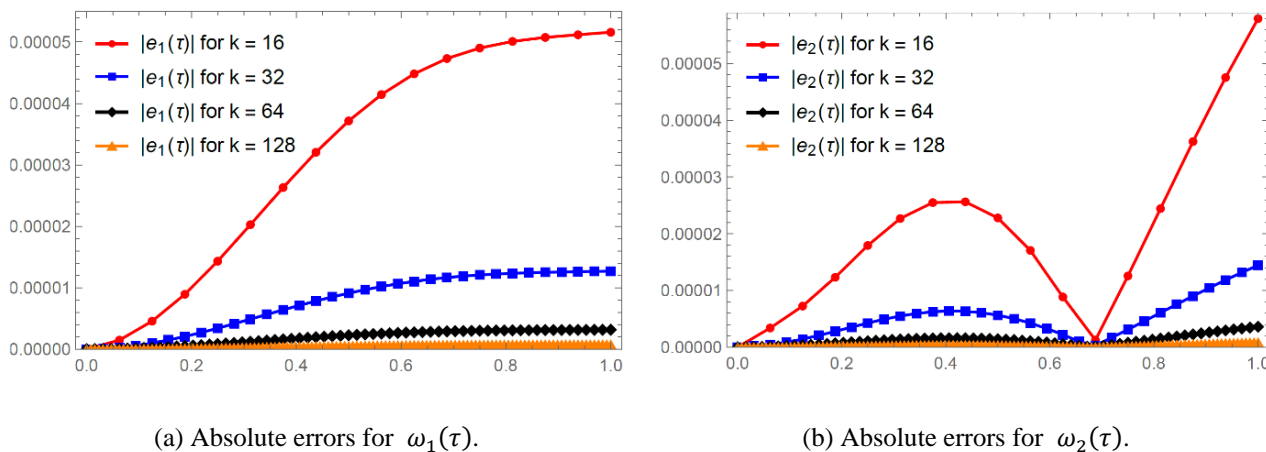 0.00005
0.00004
0.00003
0.00002
0.00001
0.00000
0.0 0.2 0.4 0.6 0.8 1.0
|e₁(τ)| for k = 16
|e₁(τ)| for k = 32
|e₁(τ)| for k = 64
|e₁(τ)| for k = 128
(a) Absolute errors for ω₁(τ).
0.00005
0.00004
0.00003
0.00002
0.00001
0.00000
0.0 0.2 0.4 0.6 0.8 1.0
|e₂(τ)| for k = 16
|e₂(τ)| for k = 32
|e₂(τ)| for k = 64
|e₂(τ)| for k = 128
(b) Absolute errors for ω₂(τ).